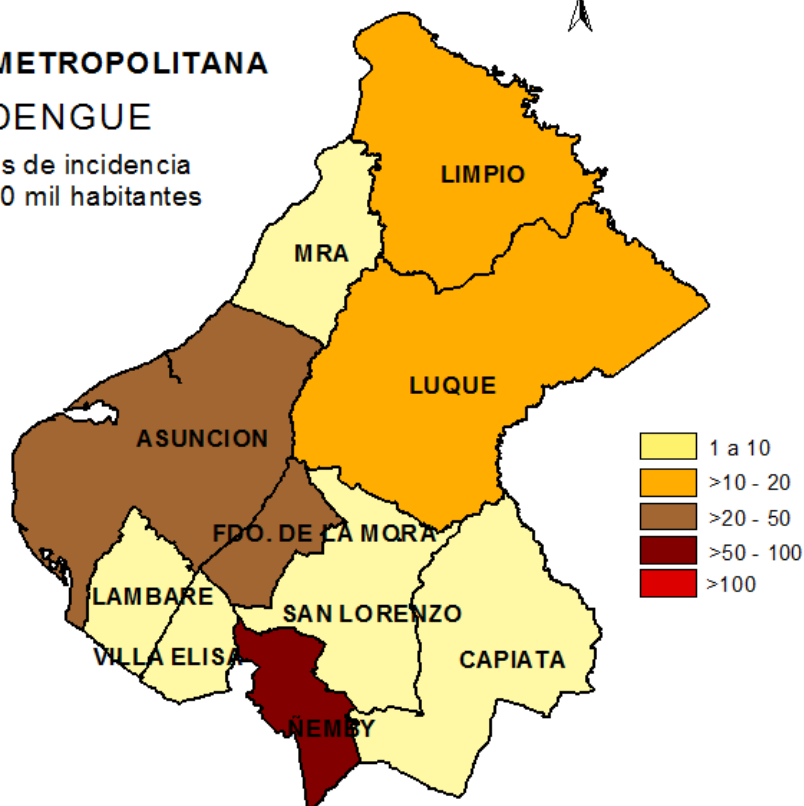 METROPOLITANA
DENGUE
s de incidencia
0 mil habitantes
LIMPIO
MRA
LUQUE
ASUNCION
FDO. DE LA MORA
LAMBARE
SAN LORENZO
VILLA ELISA
CAPIATA
ÑEMBY
1 a 10
>10 - 20
>20 - 50
>50 - 100
>100